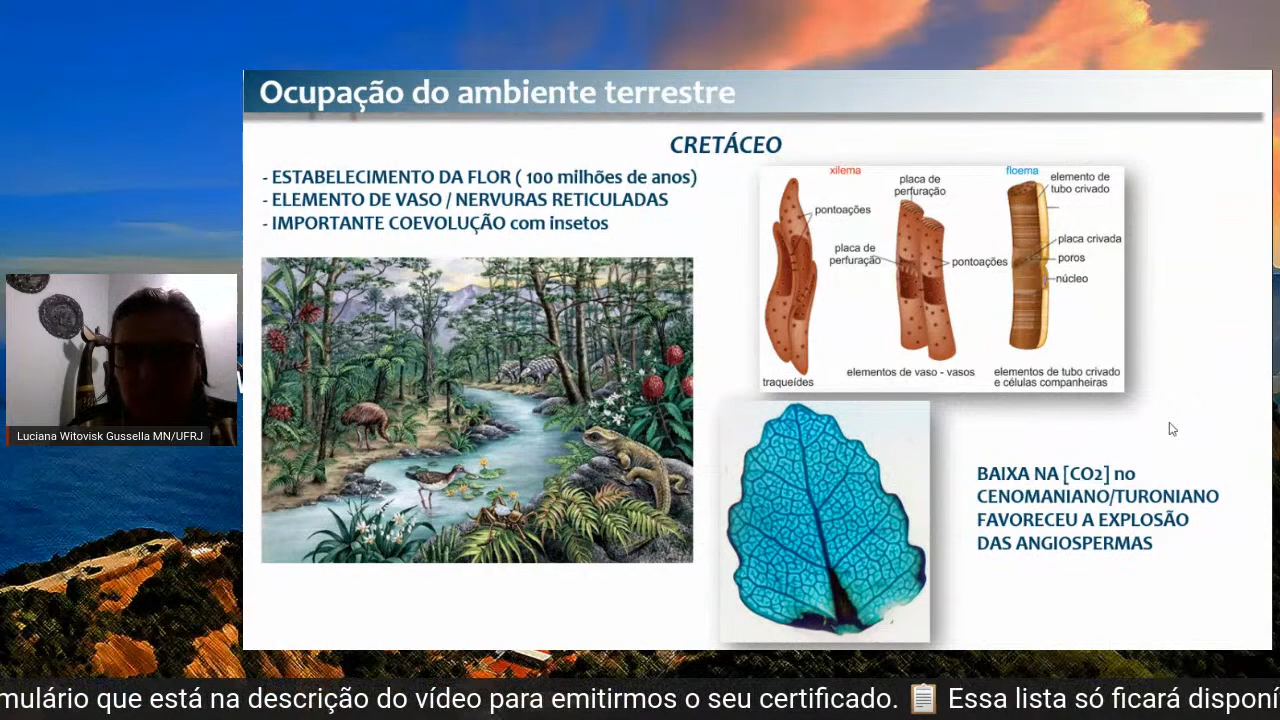 Ocupação do ambiente terrestre
CRETÁCEO
- ESTABELECIMENTO DA FLOR ( 100 milhões de anos)
- ELEMENTO DE VASO / NERVURAS RETICULADAS
- IMPORTANTE COEVOLUÇÃO com insetos
xilema
placa de
perfuração
pontoações
placa de
perfuração
pontoações
traqueídes
elementos de vaso - vasos
floema
elemento de
tubo crivado
placa crivada
poros
núcleo
elementos de tubo crivado
e células companheiras
BAIXA NA [CO2] no
CENOMANIANO/TURONIANO
FAVORECEU A EXPLOSÃO
DAS ANGIOSPERMAS
Luciana Witovisk Gussella MN/UFRJ
mulário que está na descrição do vídeo para emitirmos o seu certificado. 📋 Essa lista só ficará disponí